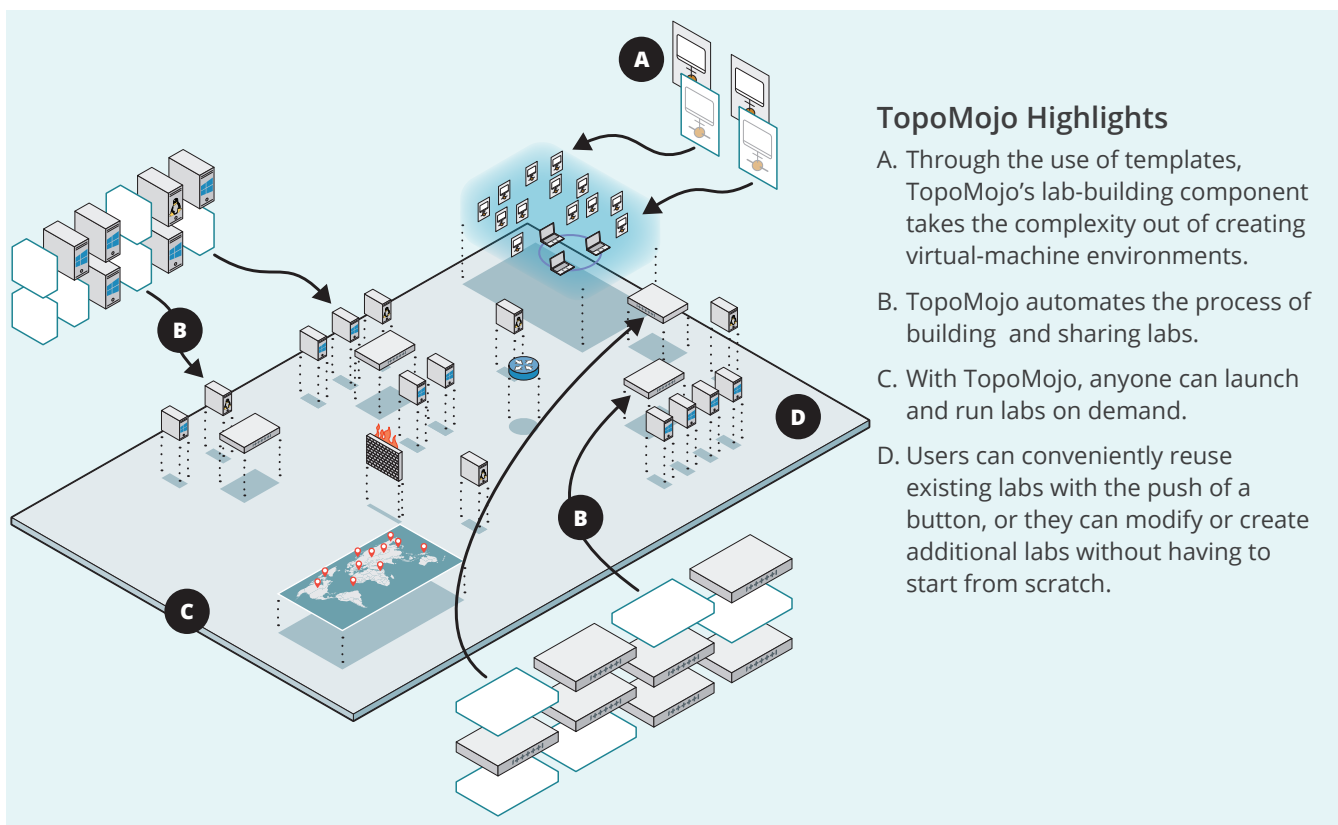 A
B
B
C
D
TopoMojo Highlights
A. Through the use of templates,
TopoMojo’s lab-building component
takes the complexity out of creating
virtual-machine environments.
B. TopoMojo automates the process of
building  and sharing labs.
C. With TopoMojo, anyone can launch
and run labs on demand.
D. Users can conveniently reuse
existing labs with the push of a
button, or they can modify or create
additional labs without having to
start from scratch.